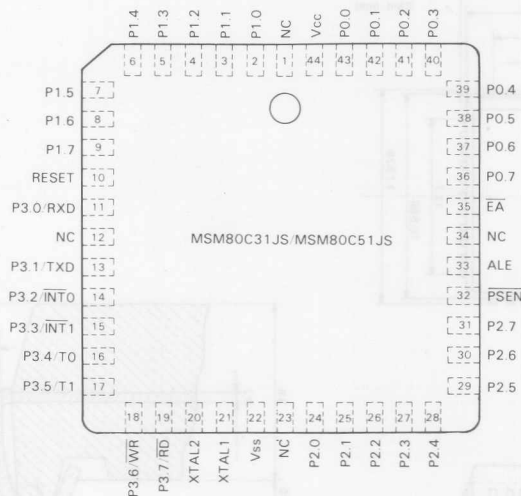 P1.4 P1.3 P1.2 P1.1 P1.0 NC Vcc P0.0 P0.1 P0.2 P0.3
6 5 4 3 2 1 44 43 42 41 40
P1.5 7 39 P0.4
P1.6 8 38 P0.5
P1.7 9 37 P0.6
RESET 10 36 P0.7
P3.0/RXD 11 35 E̅A̅
NC 12 34 NC
MSM80C31JS/MSM80C51JS
P3.1/TXD 13 33 ALE
P3.2/I̅N̅T̅0 14 32 P̅S̅E̅N̅
P3.3/I̅N̅T̅1 15 31 P2.7
P3.4/T0 16 30 P2.6
P3.5/T1 17 29 P2.5
18 19 20 21 22 23 24 25 26 27 28
P3.6/W̅R̅ P3.7/R̅D̅ XTAL2 XTAL1 Vss NC P2.0 P2.1 P2.2 P2.3 P2.4